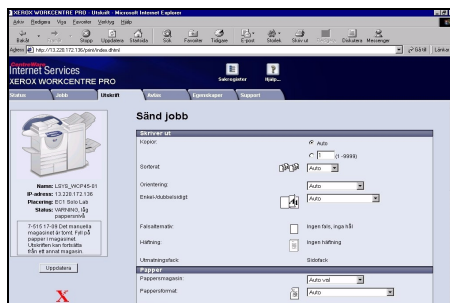 XEROX WORKCENTRE PRO - Utskrift - Microsoft Internet Explorer
Arkiv Redigera Visa Favoriter Verktyg Hjälp
Bakåt Stopp Uppdatera Startsida Sök Favoriter Tidigare E-post Storlek Skriv ut Diskutera Messenger
Adress http://13.220.172.136/print/index.dhtml Gå till Länkar
CentreWare
Internet Services
XEROX WORKCENTRE PRO
Sakregister Hjälp...
Status Jobb Utskrift Avläs Egenskaper Support
Sänd jobb
Skriver ut
Kopior: Auto
1 (1 -9999)
Sorterat: Auto
Orientering: Auto
Enkel-/dubbelsidigt: Auto
Falsalternativ: Ingen fals, inga hål
Häftning: Ingen häftning
Utmatningsfack: Sidofack
Papper
Pappersmagasin: Auto val
Pappersformat: Auto
Namn: LSYS_WCP45-01
IP-adress: 13.220.172.136
Placering: EC1 Solo Lab
Status: VARNING, låg
pappersnivå
7-515 17-09 Det manuella
magasinet är tomt. Fyll på
papper i magasinet.
Utskriften kan fortsätta
från ett annat magasin.
Uppdatera
X